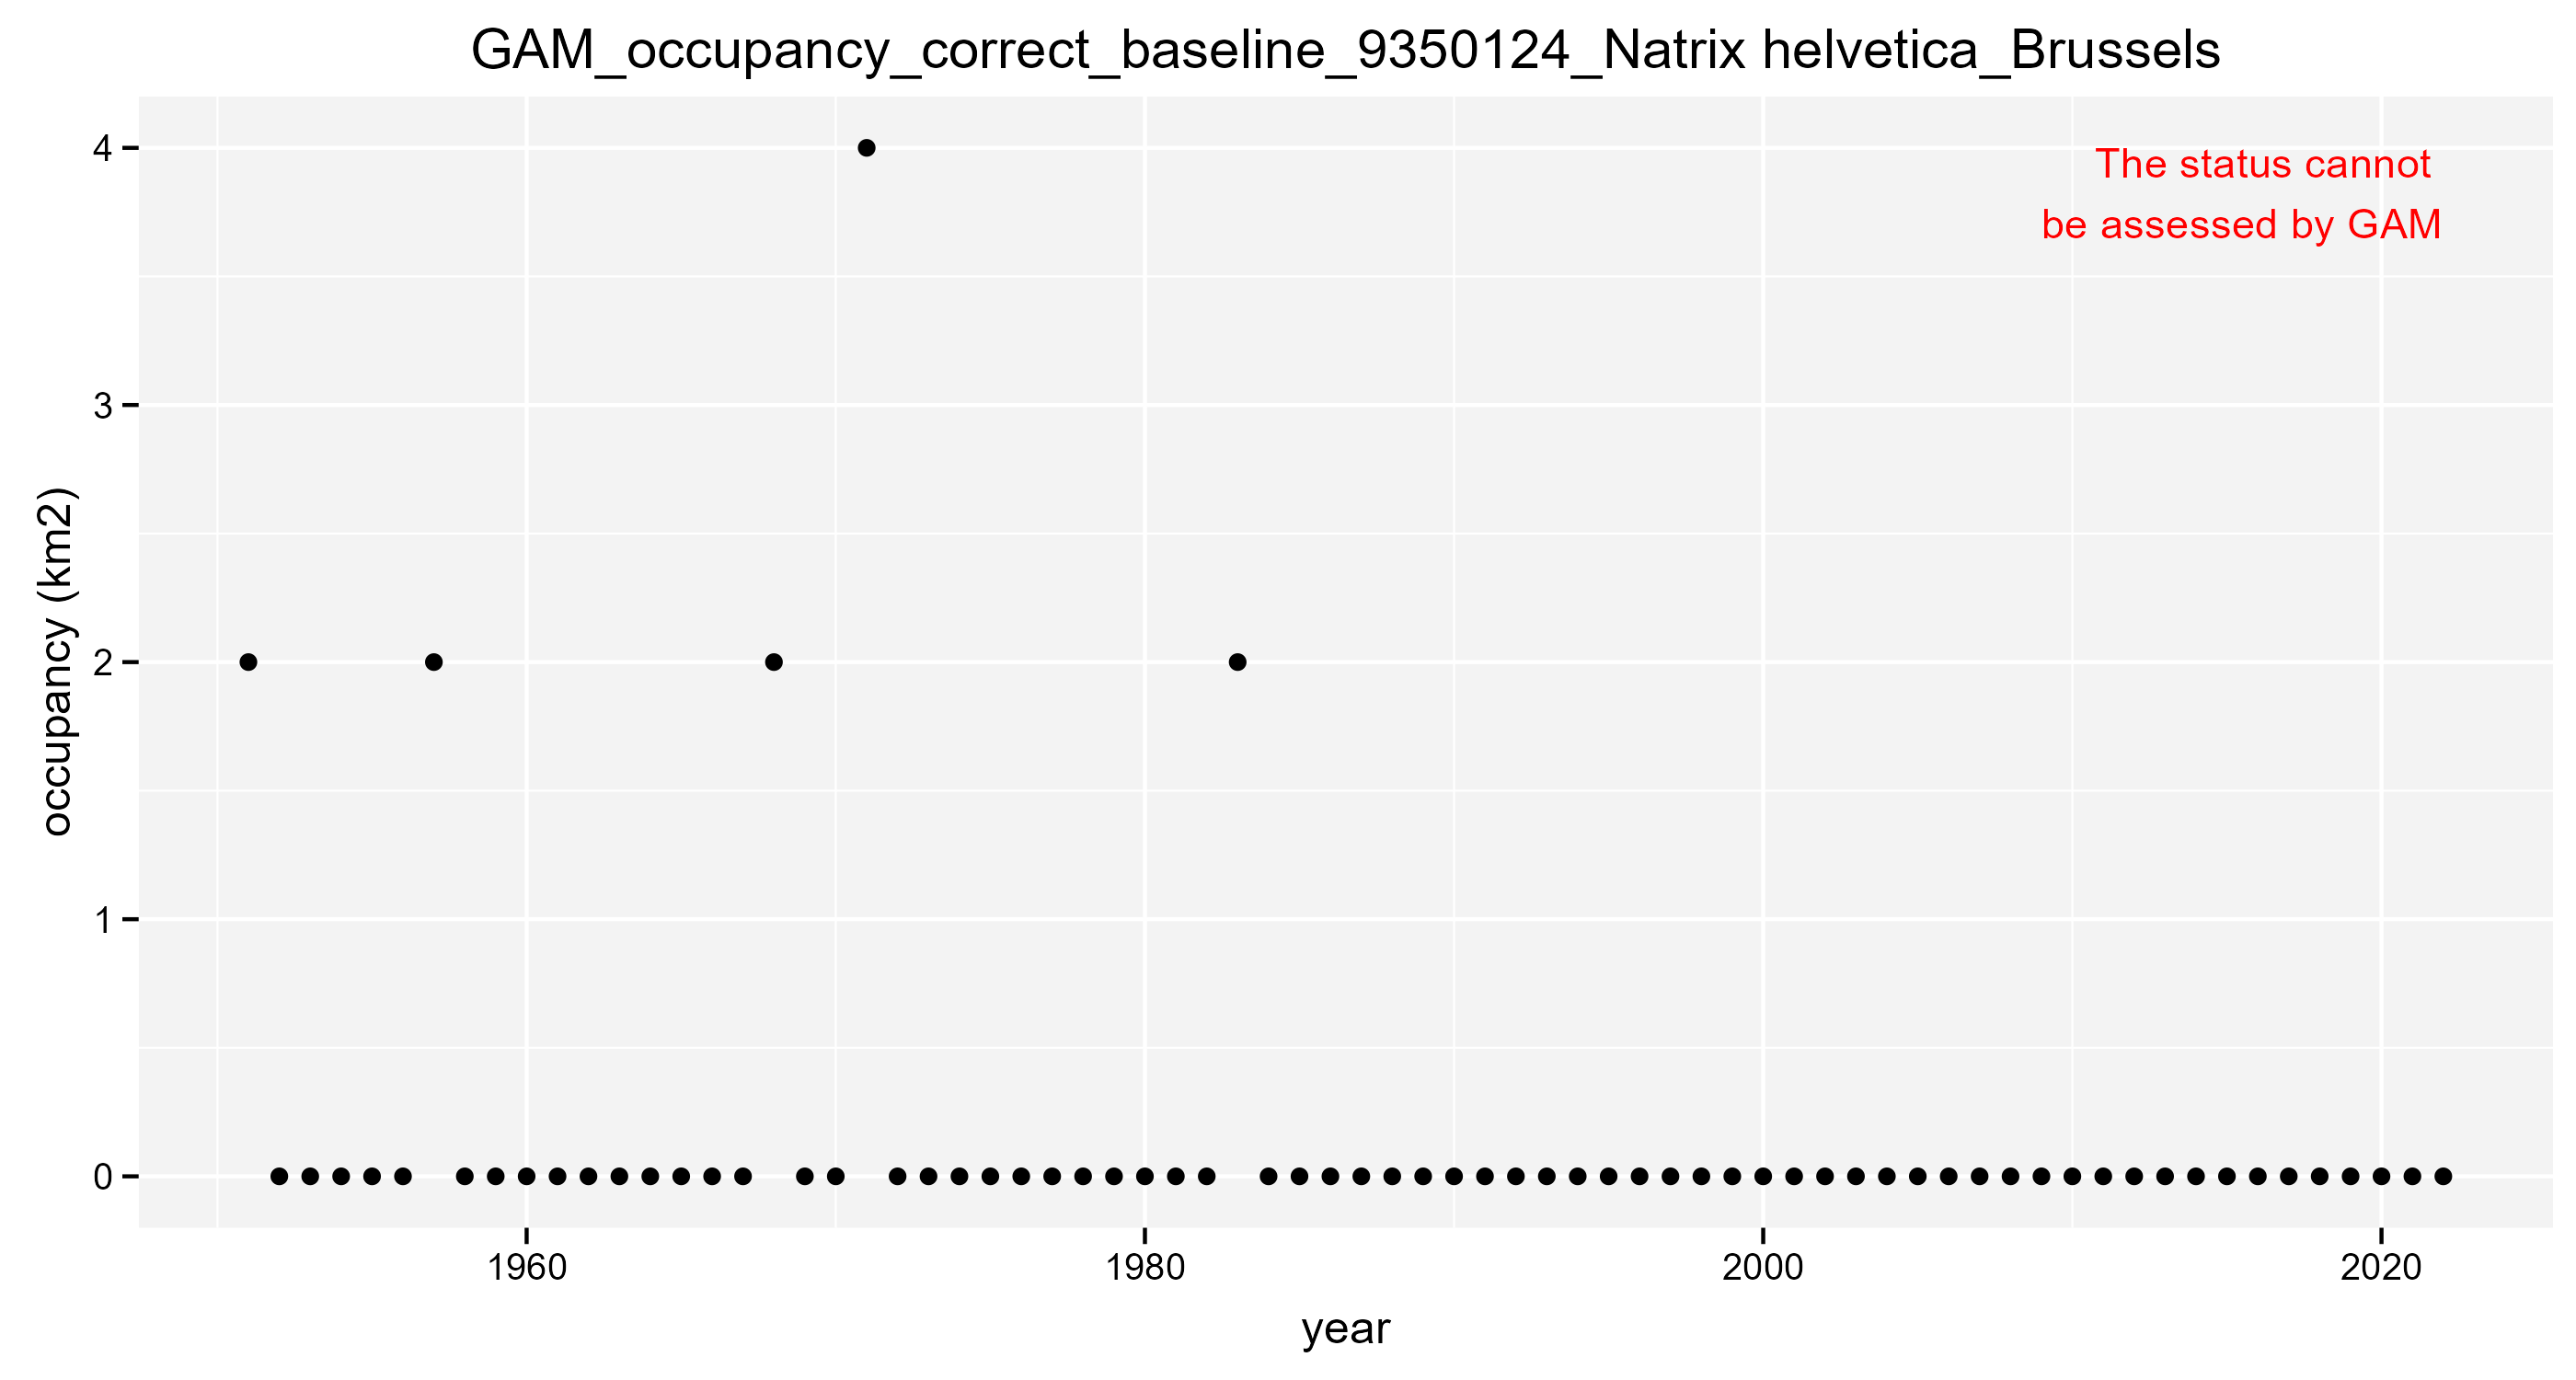 GAM_occupancy_correct_baseline_9350124_Natrix helvetica_Brussels
The status cannot
be assessed by GAM
occupancy (km2)
4
3
2
1
0
1960
1980
2000
2020
year